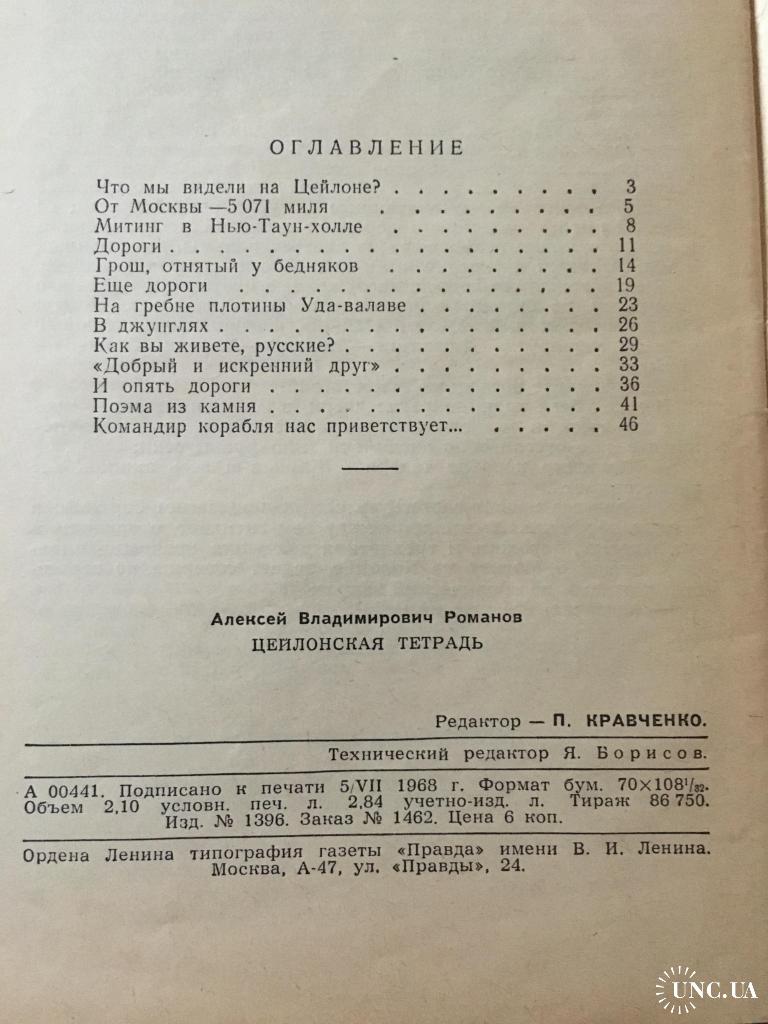 ОГЛАВЛЕНИЕ
Что мы видели на Цейлоне? . . . . . . . . . 3
От Москвы —5 071 миля . . . . . . . . . 5
Митинг в Нью-Таун-холле . . . . . . . . . 8
Дороги . . . . . . . . . . . . . . . . . . 11
Грош, отнятый у бедняков . . . . . . . . . 14
Еще дороги . . . . . . . . . . . . . . . 19
На гребне плотины Уда-валаве . . . . . . . . 23
В джунглях . . . . . . . . . . . . . . . . 26
Как вы живете, русские? . . . . . . . . . . . 29
«Добрый и искренний друг» . . . . . . . . . 33
И опять дороги . . . . . . . . . . . . . . 36
Поэма из камня . . . . . . . . . . . . . . 41
Командир корабля нас приветствует... . . . . . 46
Алексей Владимирович Романов
ЦЕЙЛОНСКАЯ ТЕТРАДЬ
Редактор — П. КРАВЧЕНКО.
Технический редактор Я. Борисов.
А 00441. Подписано к печати 5/VII 1968 г. Формат бум. 70×108¹/₃₂.
Объем 2,10 условн. печ. л. 2,84 учетно-изд. л. Тираж 86 750.
Изд. № 1396. Заказ № 1462. Цена 6 коп.
Ордена Ленина типография газеты «Правда» имени В. И. Ленина.
Москва, А-47, ул. «Правды», 24.
UNC.UA